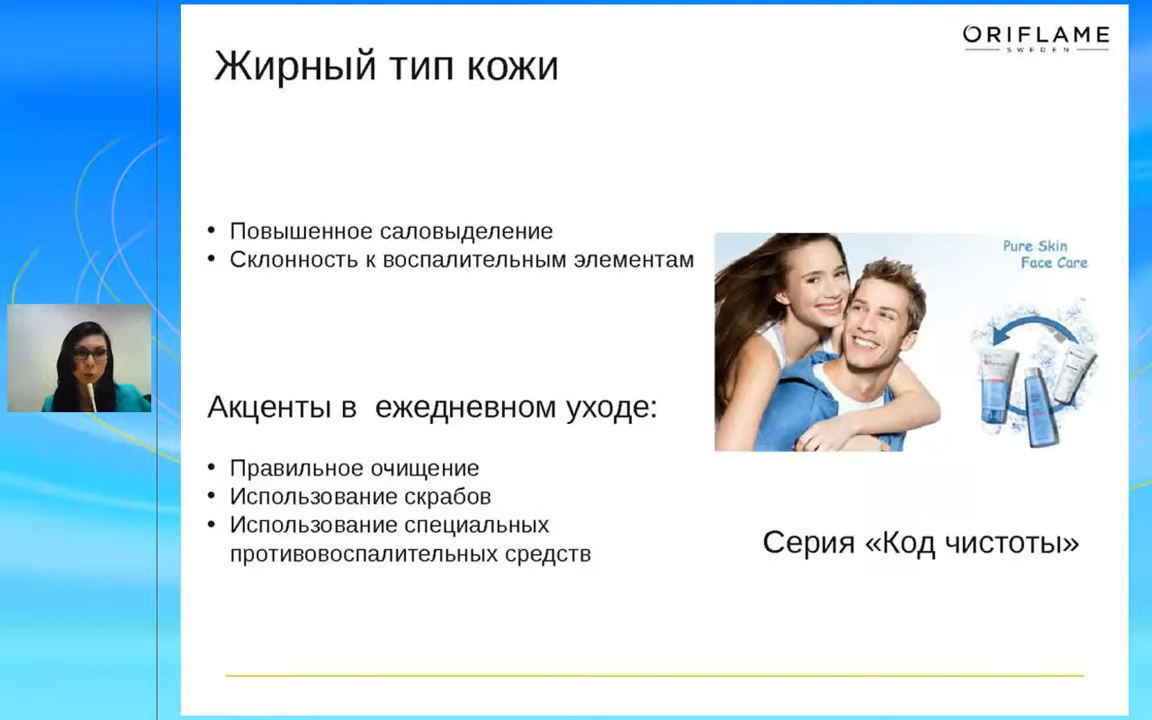 ORIFLAME
SWEDEN
Жирный тип кожи
• Повышенное саловыделение
• Склонность к воспалительным элементам
Pure Skin
Face Care
Акценты в ежедневном уходе:
• Правильное очищение
• Использование скрабов
• Использование специальных
противовоспалительных средств
Серия «Код чистоты»